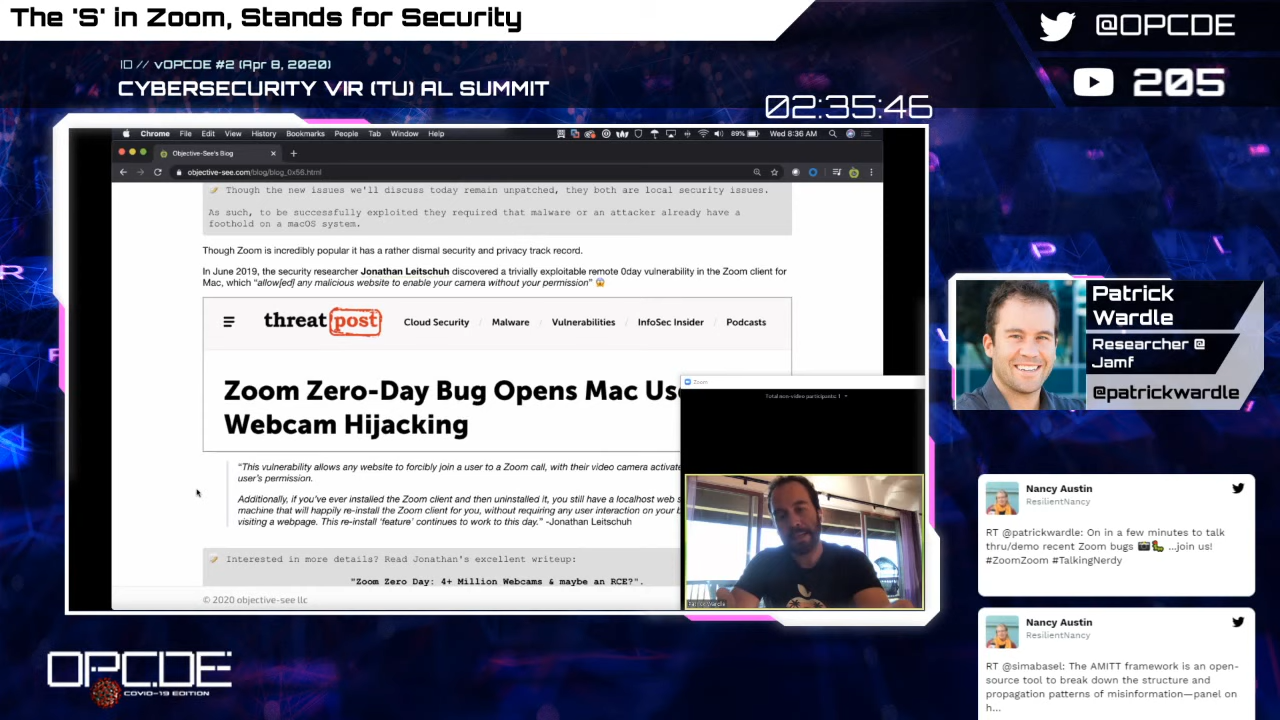 The 'S' in Zoom, Stands for Security
@OPCDE
ID // vOPCDE #2 (Apr 8, 2020)
CYBERSECURITY VIR (TU) AL SUMMIT
205
02:35:46
Chrome File Edit View History Bookmarks People Tab Window Help
89% Wed 8:36 AM
Objective-See's Blog
objective-see.com/blog/blog_0x56.html
Though the new issues we'll discuss today remain unpatched, they both are local security issues.
As such, to be successfully exploited they required that malware or an attacker already have a
foothold on a macOS system.
Though Zoom is incredibly popular it has a rather dismal security and privacy track record.
In June 2019, the security researcher Jonathan Leitschuh discovered a trivially exploitable remote 0day vulnerability in the Zoom client for
Mac, which "allow[ed] any malicious website to enable your camera without your permission" 😱
threatpost
Cloud Security / Malware / Vulnerabilities / InfoSec Insider / Podcasts
Zoom Zero-Day Bug Opens Mac Use
Webcam Hijacking
Zoom
Total non-video participants: 1
"This vulnerability allows any website to forcibly join a user to a Zoom call, with their video camera activate
user's permission.
Additionally, if you've ever installed the Zoom client and then uninstalled it, you still have a localhost web s
machine that will happily re-install the Zoom client for you, without requiring any user interaction on your b
visiting a webpage. This re-install 'feature' continues to work to this day." -Jonathan Leitschuh
Interested in more details? Read Jonathan's excellent writeup:
"Zoom Zero Day: 4+ Million Webcams & maybe an RCE?".
© 2020 objective-see llc
Patrick Wardle
Patrick
Wardle
Researcher @
Jamf
@patrickwardle
Nancy Austin
ResilientNancy
RT @patrickwardle: On in a few minutes to talk
thru/demo recent Zoom bugs 📷🐛 ...join us!
#ZoomZoom #TalkingNerdy
Nancy Austin
ResilientNancy
RT @simabasel: The AMITT framework is an open-
source tool to break down the structure and
propagation patterns of misinformation—panel on
h...
OPCDE
COVID-19 EDITION